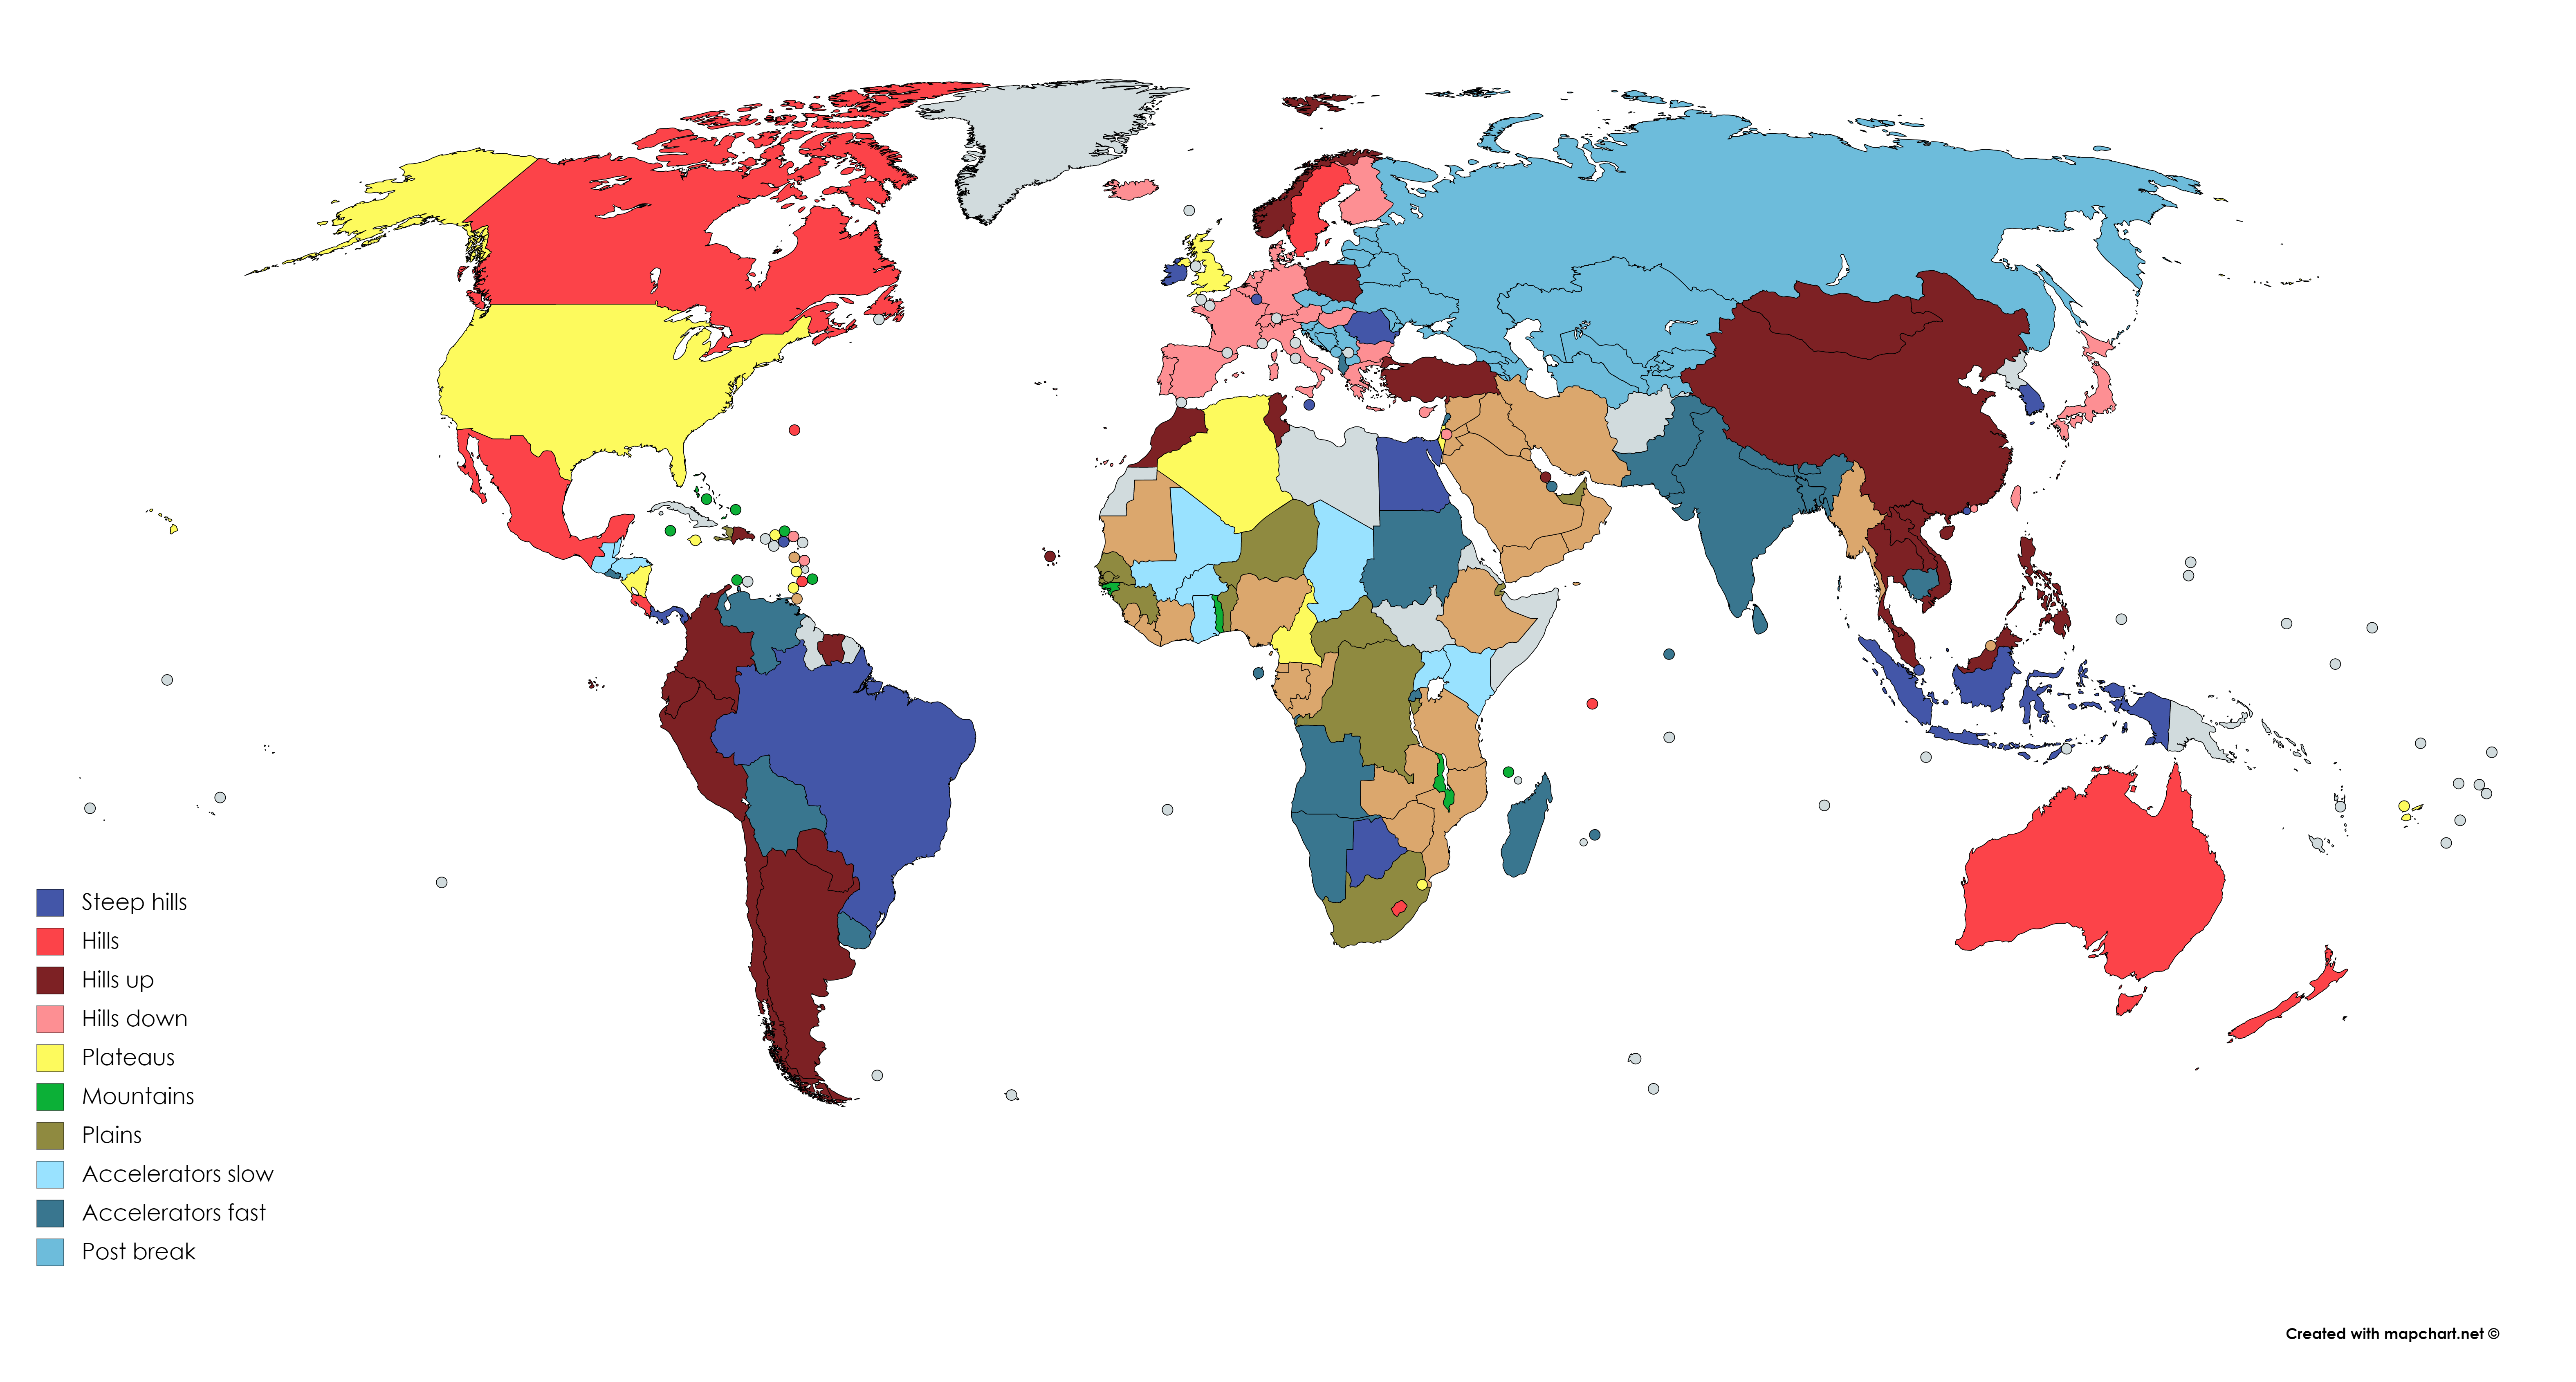 Steep hills
Hills
Hills up
Hills down
Plateaus
Mountains
Plains
Accelerators slow
Accelerators fast
Post break
Created with mapchart.net ©